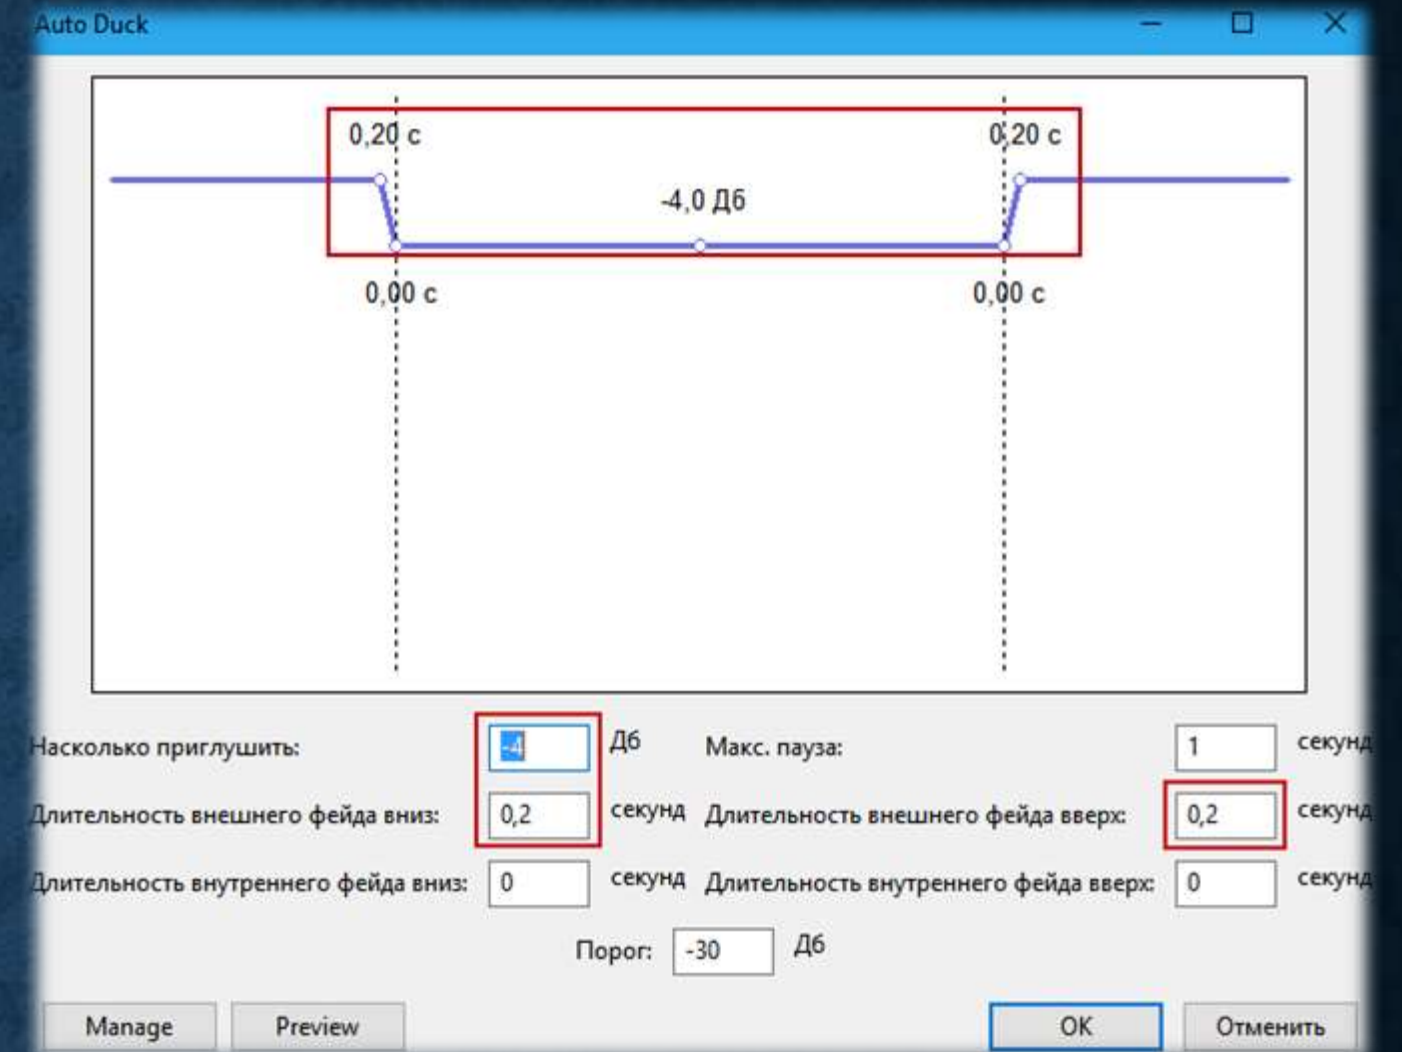 Auto Duck
0,20 с 0,20 с
-4,0 Дб
0,00 с 0,00 с
Насколько приглушить: -4 Дб Макс. пауза: 1 секунд
Длительность внешнего фейда вниз: 0,2 секунд Длительность внешнего фейда вверх: 0,2 секунд
Длительность внутреннего фейда вниз: 0 секунд Длительность внутреннего фейда вверх: 0 секунд
Порог: -30 Дб
Manage Preview OK Отменить